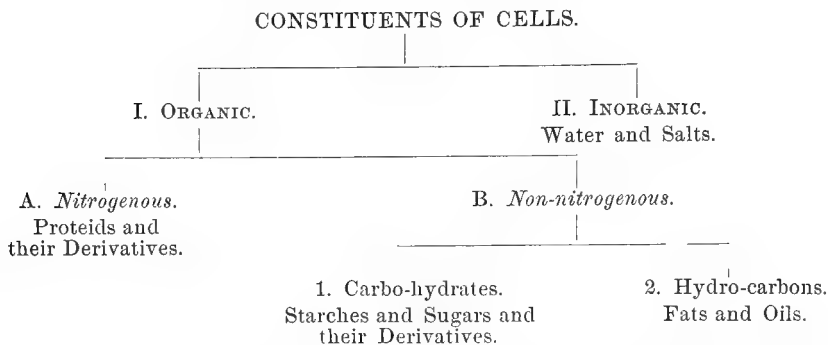 CONSTITUENTS OF CELLS.
I. ORGANIC.
II. INORGANIC.
Water and Salts.
A. Nitrogenous.
Proteids and
their Derivatives.
B. Non-nitrogenous.
1. Carbo-hydrates.
Starches and Sugars and
their Derivatives.
2. Hydro-carbons.
Fats and Oils.